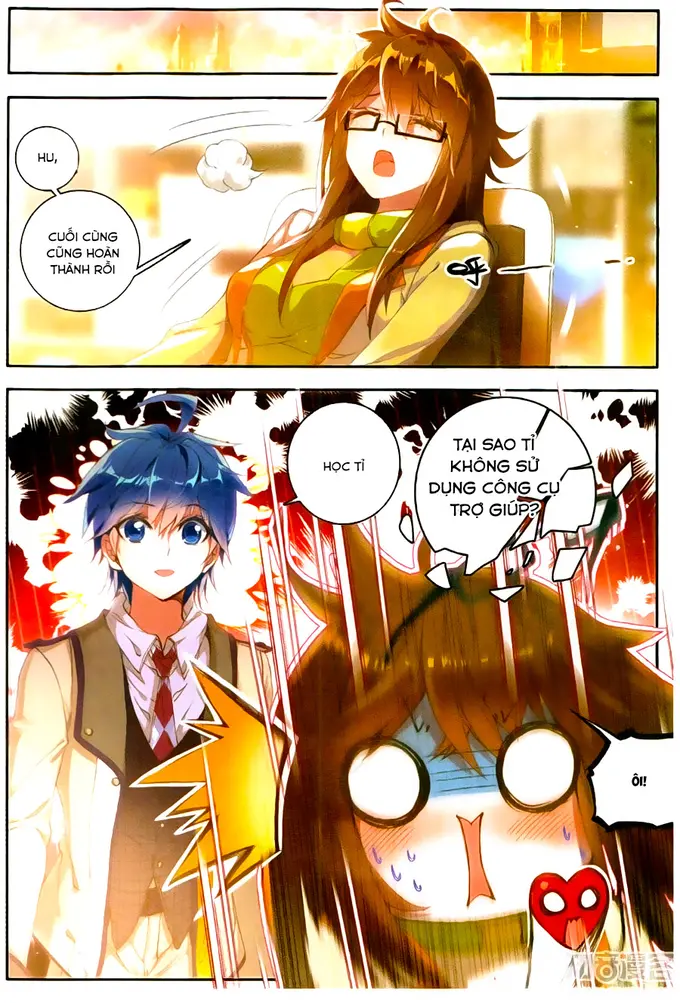 HU,
CUỐI CÙNG
CŨNG HOÀN
THÀNH RỒI
呼
HỌC TỈ
TẠI SAO TỈ
KHÔNG SỬ
DỤNG CÔNG CỤ
TRỢ GIÚP?
ÔI!